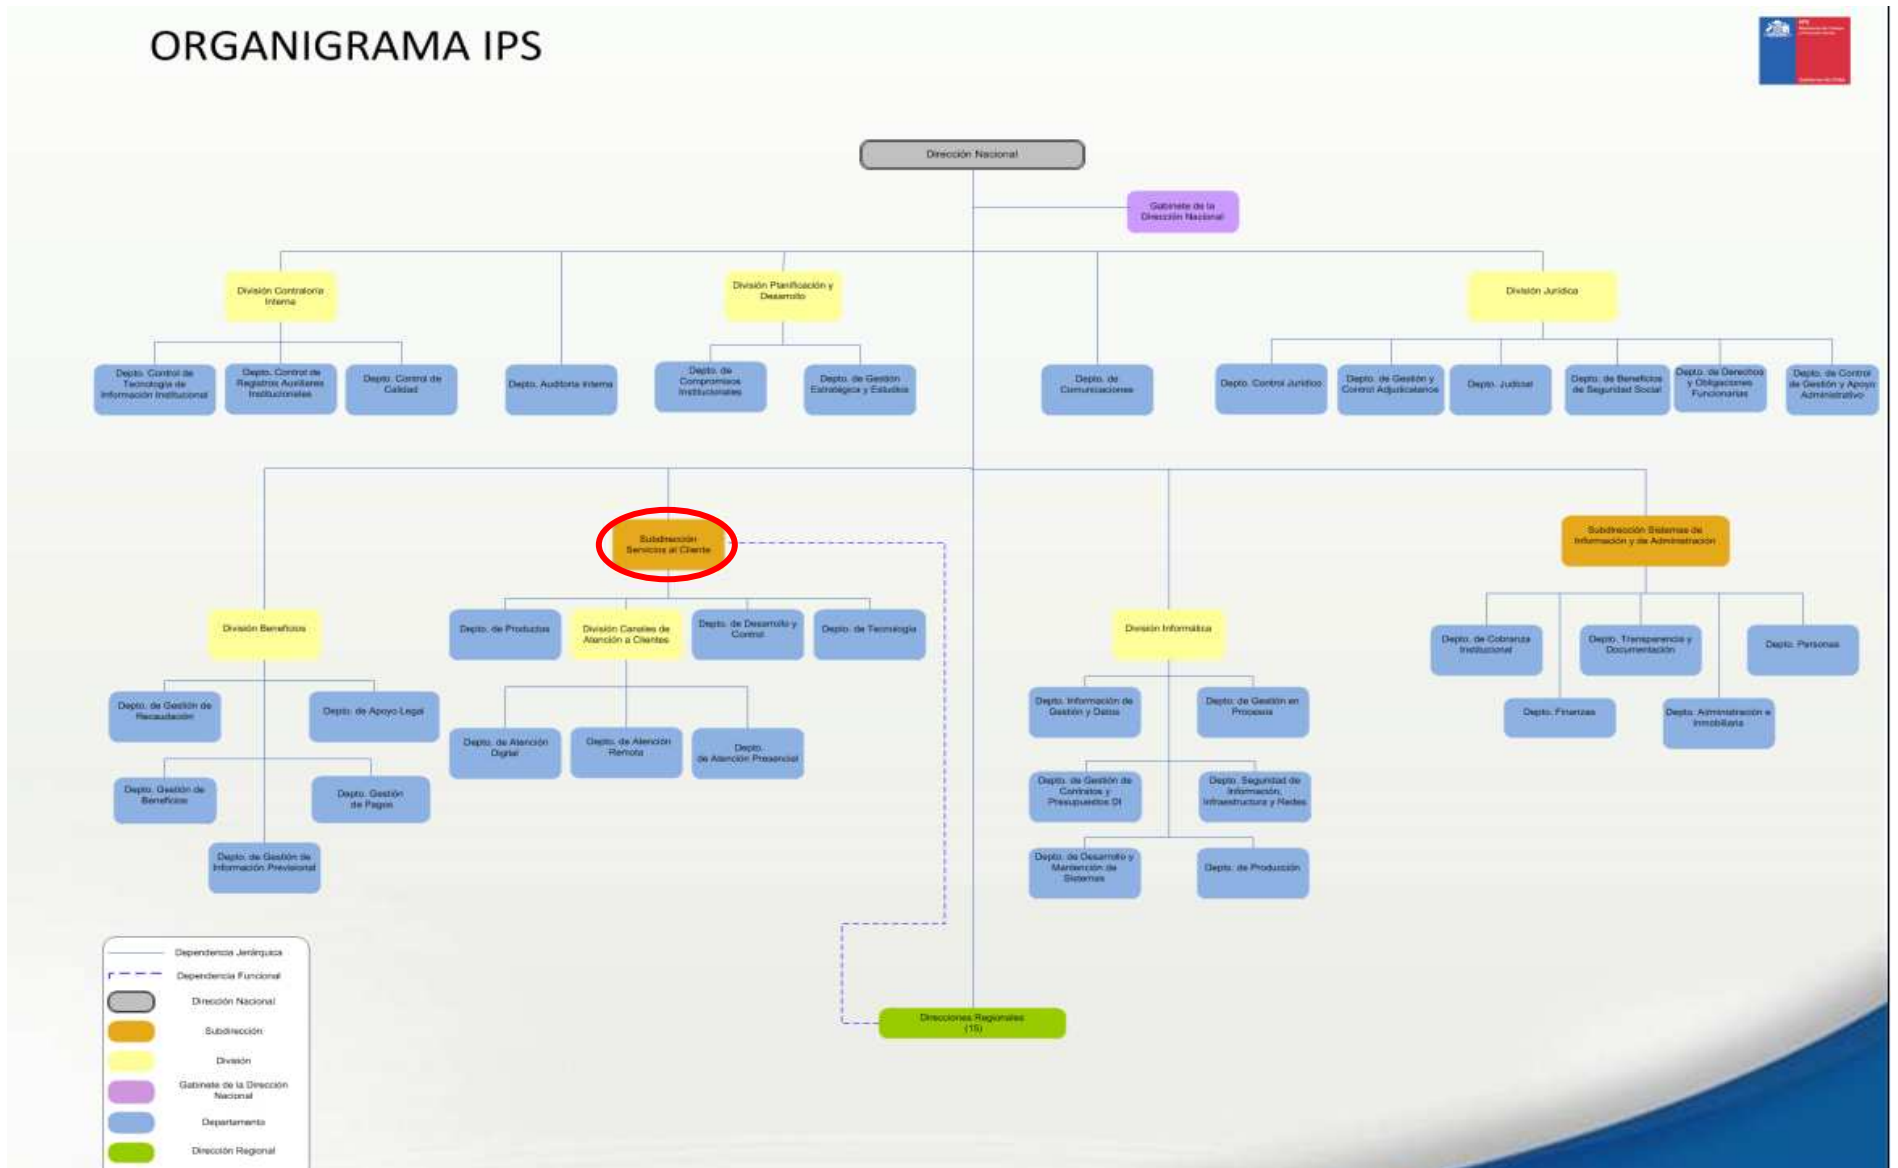 ORGANIGRAMA IPS
Dirección Nacional
Gabinete de la
Dirección Nacional
División Contraloría
Interna
División Planificación y
Desarrollo
División Jurídica
Depto. Control de
Tecnología de
Información Institucional
Depto. Control de
Registros Auxiliares
Institucionales
Depto. Control de
Calidad
Depto. Auditoría Interna
Depto. de
Compromisos
Institucionales
Depto. de Gestión
Estratégica y Estudios
Depto. de
Comunicaciones
Depto. Control Jurídico
Depto. de Gestión y
Control Adjudicatarios
Depto. Judicial
Depto. de Beneficios
de Seguridad Social
Depto. de Derechos
y Obligaciones
Funcionarias
Depto. de Control
de Gestión y Apoyo
Administrativo
Subdirección
Servicios al Cliente
Subdirección Sistemas de
Información y de Administración
División Beneficios
Depto. de Productos
División Canales de
Atención a Clientes
Depto. de Desarrollo y
Control
Depto. de Tecnología
División Informática
Depto. de Cobranza
Institucional
Depto. Transparencia y
Documentación
Depto. Personas
Depto. de Gestión de
Recaudación
Depto. de Apoyo Legal
Depto. de Atención
Digital
Depto. de Atención
Remota
Depto.
de Atención Presencial
Depto. Información de
Gestión y Datos
Depto. de Gestión en
Procesos
Depto. Finanzas
Depto. Administración e
Inmobiliaria
Depto. Gestión de
Beneficios
Depto. Gestión
de Pagos
Depto. de Gestión de
Contratos y
Presupuestos DI
Depto. Seguridad de
Información,
Infraestructura y Redes
Depto. de Gestión de
Información Previsional
Depto. de Desarrollo y
Mantención de
Sistemas
Depto. de Producción
Direcciones Regionales
(15)
Dependencia Jerárquica
Dependencia Funcional
Dirección Nacional
Subdirección
División
Gabinete de la Dirección
Nacional
Departamento
Dirección Regional